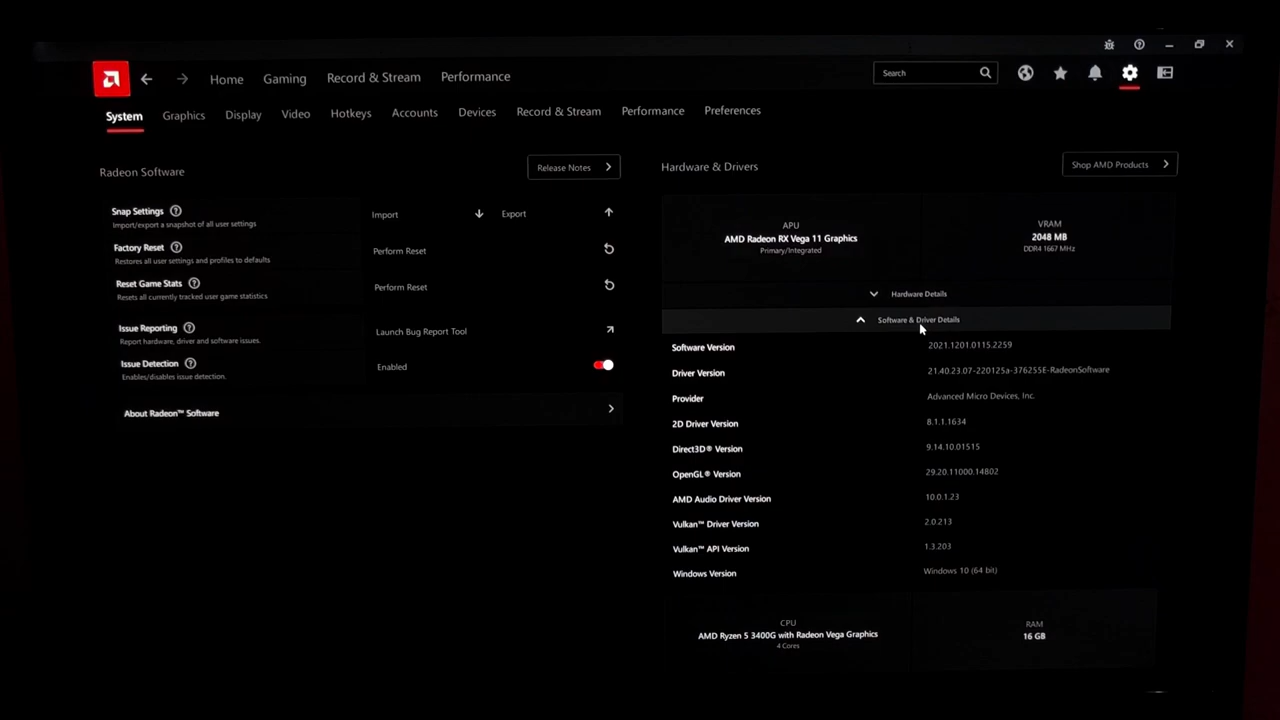 Home Gaming Record & Stream Performance
Search
System Graphics Display Video Hotkeys Accounts Devices Record & Stream Performance Preferences
Radeon Software
Release Notes
Snap Settings
Import/export a snapshot of all user settings
Import
Export
Factory Reset
Restores all user settings and profiles to defaults
Perform Reset
Reset Game Stats
Resets all currently tracked user game statistics
Perform Reset
Issue Reporting
Report hardware, driver and software issues.
Launch Bug Report Tool
Issue Detection
Enables/disables issue detection.
Enabled
About Radeon™ Software
Hardware & Drivers
Shop AMD Products
APU
AMD Radeon RX Vega 11 Graphics
Primary/Integrated
VRAM
2048 MB
DDR4 1667 MHz
Hardware Details
Software & Driver Details
Software Version 2021.1201.0115.2259
Driver Version 21.40.23.07-220125a-376255E-RadeonSoftware
Provider Advanced Micro Devices, Inc.
2D Driver Version 8.1.1.1634
Direct3D® Version 9.14.10.01515
OpenGL® Version 29.20.11000.14802
AMD Audio Driver Version 10.0.1.23
Vulkan™ Driver Version 2.0.213
Vulkan™ API Version 1.3.203
Windows Version Windows 10 (64 bit)
CPU
AMD Ryzen 5 3400G with Radeon Vega Graphics
4 Cores
RAM
16 GB